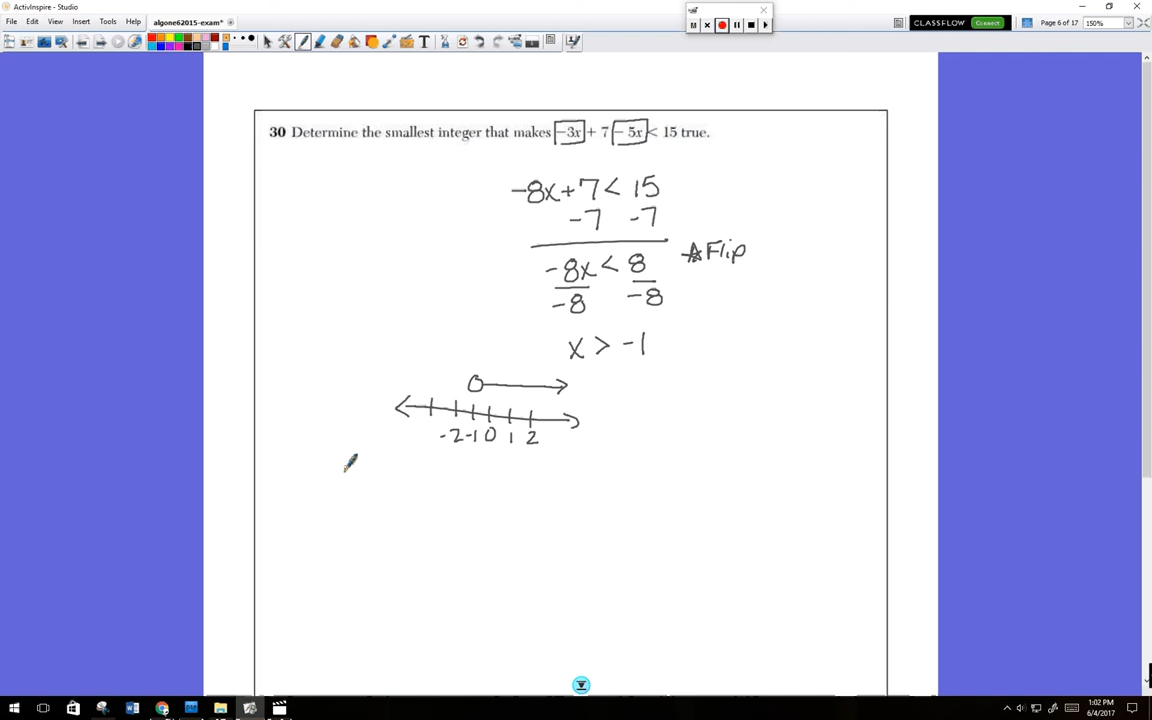 ActivInspire - Studio
File Edit View Insert Tools Help algone62015-exam* CLASSFLOW Connect Page 6 of 17 150%
M
30 Determine the smallest integer that makes -3x + 7 - 5x < 15 true.
-8x+7 < 15
-7 -7
☆Flip
-8x < 8
-8 -8
x > -1
-2 -1 0 1 2
1:02 PM
6/4/2017